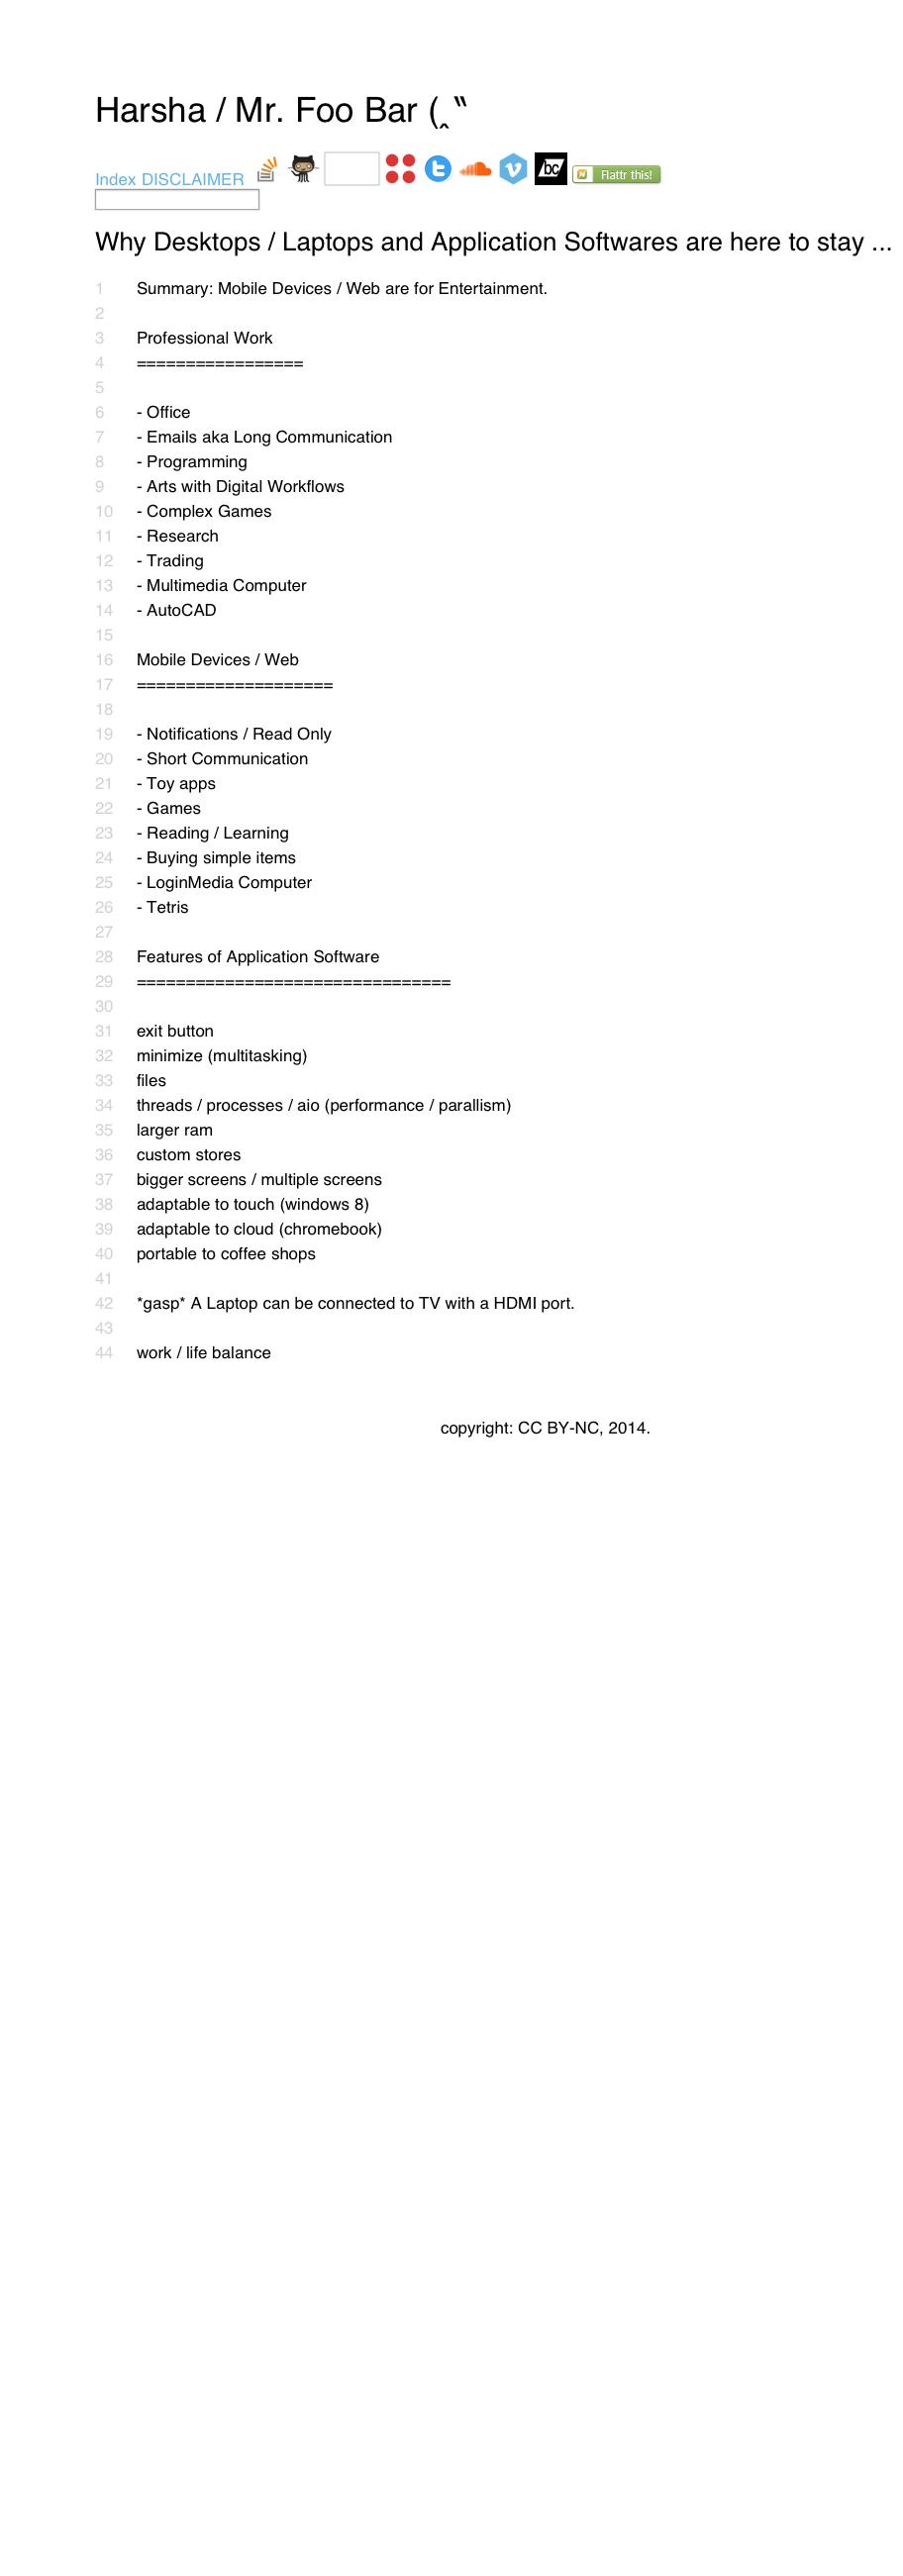 Harsha / Mr. Foo Bar (‸‶
Index DISCLAIMER bc Flattr this!
Why Desktops / Laptops and Application Softwares are here to stay ...
1 Summary: Mobile Devices / Web are for Entertainment.
2
3 Professional Work
4 =================
5
6 - Office
7 - Emails aka Long Communication
8 - Programming
9 - Arts with Digital Workflows
10 - Complex Games
11 - Research
12 - Trading
13 - Multimedia Computer
14 - AutoCAD
15
16 Mobile Devices / Web
17 ====================
18
19 - Notifications / Read Only
20 - Short Communication
21 - Toy apps
22 - Games
23 - Reading / Learning
24 - Buying simple items
25 - LoginMedia Computer
26 - Tetris
27
28 Features of Application Software
29 ================================
30
31 exit button
32 minimize (multitasking)
33 files
34 threads / processes / aio (performance / parallism)
35 larger ram
36 custom stores
37 bigger screens / multiple screens
38 adaptable to touch (windows 8)
39 adaptable to cloud (chromebook)
40 portable to coffee shops
41
42 *gasp* A Laptop can be connected to TV with a HDMI port.
43
44 work / life balance
copyright: CC BY-NC, 2014.